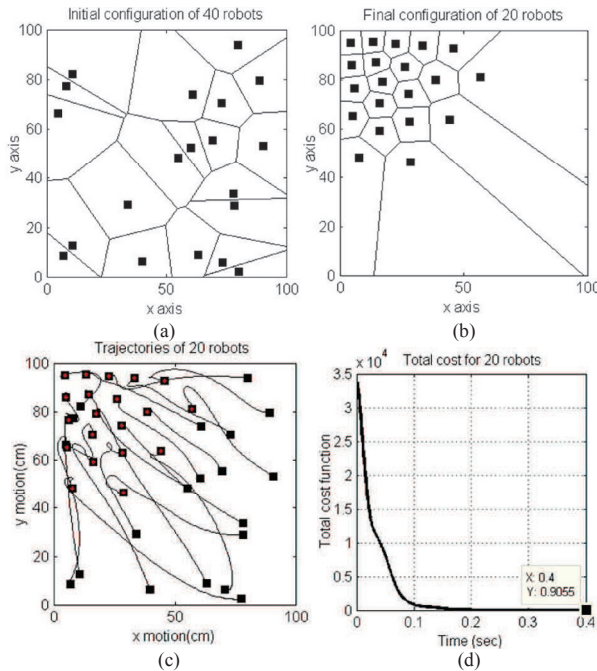 Initial configuration of 40 robots
100
80
60
40
20
0
y axis
0
50
100
x axis
(a)
Final configuration of 20 robots
100
80
60
40
20
0
y axis
0
50
100
x axis
(b)
Trajectories of 20 robots
100
80
60
40
20
0
y motion(cm)
0
50
100
x motion(cm)
(c)
x 10^4
Total cost for 20 robots
3.5
3
2.5
2
1.5
1
0.5
0
Total cost function
X: 0.4
Y: 0.9055
0
0.1
0.2
0.3
0.4
Time (sec)
(d)